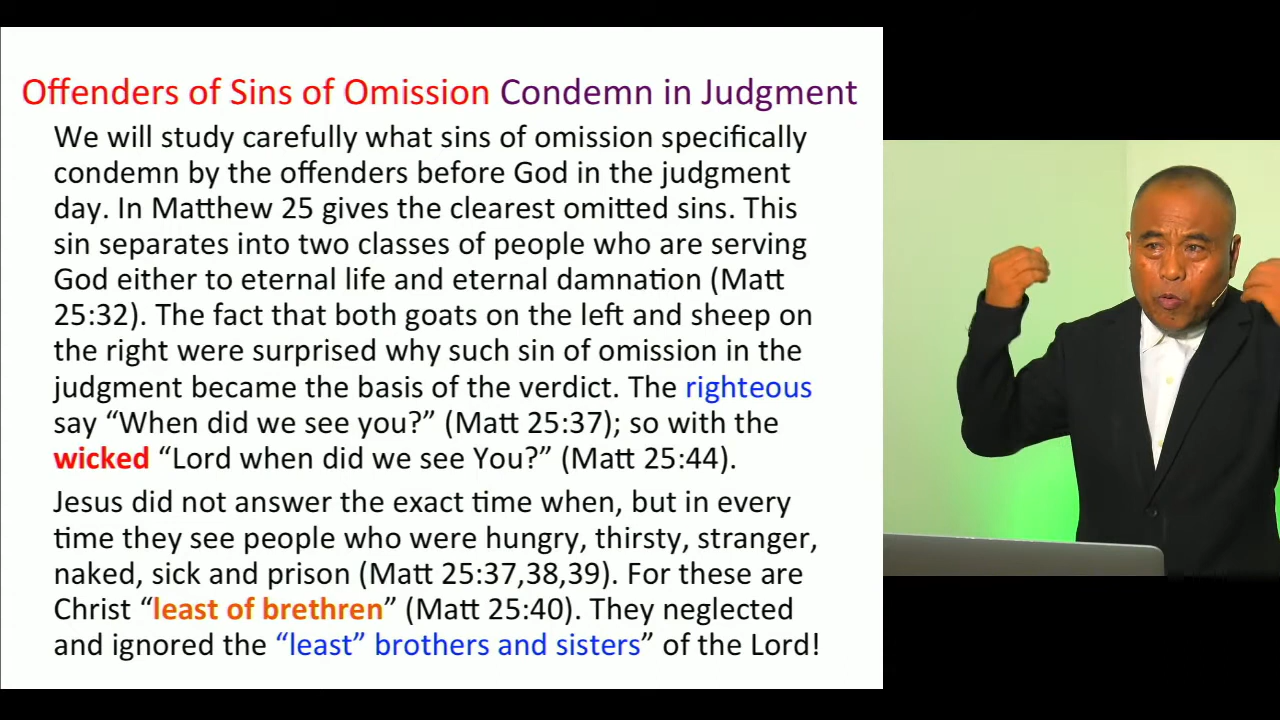 Offenders of Sins of Omission Condemn in Judgment
We will study carefully what sins of omission specifically
condemn by the offenders before God in the judgment
day. In Matthew 25 gives the clearest omitted sins. This
sin separates into two classes of people who are serving
God either to eternal life and eternal damnation (Matt
25:32). The fact that both goats on the left and sheep on
the right were surprised why such sin of omission in the
judgment became the basis of the verdict. The righteous
say “When did we see you?” (Matt 25:37); so with the
wicked “Lord when did we see You?” (Matt 25:44).
Jesus did not answer the exact time when, but in every
time they see people who were hungry, thirsty, stranger,
naked, sick and prison (Matt 25:37,38,39). For these are
Christ “least of brethren” (Matt 25:40). They neglected
and ignored the “least” brothers and sisters” of the Lord!